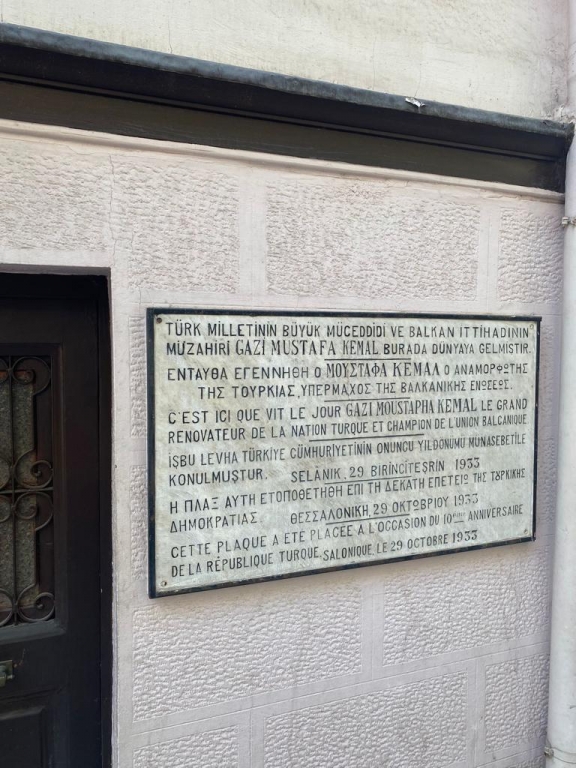 TÜRK MİLLETİNİN BÜYÜK MÜCEDDİDİ VE BALKAN İTTİHADININ
MÜZAHİRİ GAZİ MUSTAFA KEMAL BURADA DÜNYAYA GELMİSTİR.
ΕΝΤΑΥΘΑ ΕΓΕΝΝΗΘΗ Ο ΜΟΥΣΤΑΦΑ ΚΕΜΑΛ Ο ΑΝΑΜΟΡΦΩΤΗΣ
ΤΗΣ ΤΟΥΡΚΙΑΣ, ΥΠΕΡΜΑΧΟΣ ΤΗΣ ΒΑΛΚΑΝΙΚΗΣ ΕΝΩΣΕΩΣ.
C'EST ICI QUE VIT LE JOUR GAZI MOUSTAPHA KEMAL LE GRAND
RÉNOVATEUR DE LA NATION TURQUE ET CHAMPION DE L'UNION BALCANIQUE
İŞBU LEVHA TÜRKİYE CÜMHURİYETİNİN ONUNCU YILDÖNÜMÜ MÜNASEBETİLE
KONULMUŞTUR. SELÂNİK. 29 BİRİNCİTEŞRİN 1933
Η ΠΛΑΞ ΑΥΤΗ ΕΤΟΠΟΘΕΤΗΘΗ ΕΠΙ ΤΗ ΔΕΚΑΤΗ ΕΠΕΤΕΙΩ ΤΗΣ ΤΟΥΡΚΙΚΗΣ
ΔΗΜΟΚΡΑΤΙΑΣ. ΘΕΣΣΑΛΟΝΙΚΗ, 29 ΟΚΤΩΒΡΙΟΥ 1933
CETTE PLAQUE A ETE PLACÉE A L'OCCASION DU 10ème ANNIVERSAIRE
DE LA RÉPUBLIQUE TURQUE. SALONIQUE, LE 29 OCTOBRE 1933.